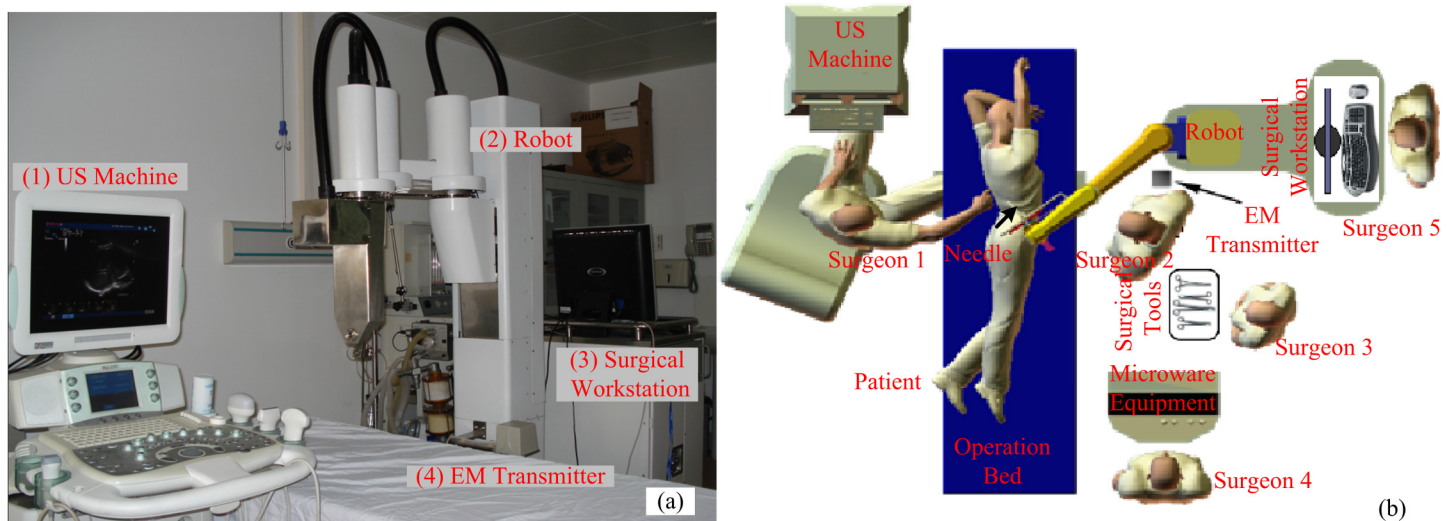 (1) US Machine
(2) Robot
(3) Surgical
Workstation
(4) EM Transmitter
(a)
PHILIPS
US
Machine
Robot
Surgical
Workstation
EM
Transmitter
Surgeon 5
Surgeon 1
Needle
Surgeon 2
Surgical
Tools
Surgeon 3
Patient
Microware
Equipment
Operation
Bed
Surgeon 4
(b)